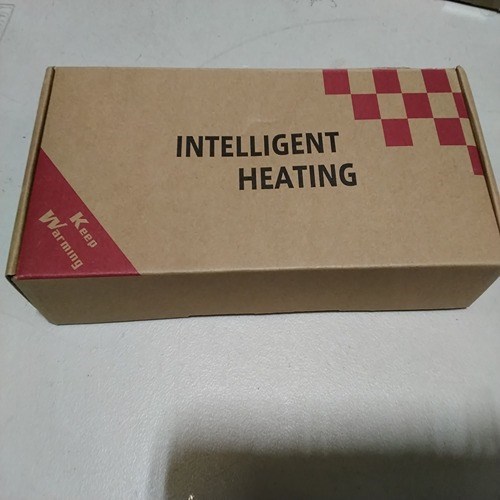 INTELLIGENT
HEATING
Keep
Warming